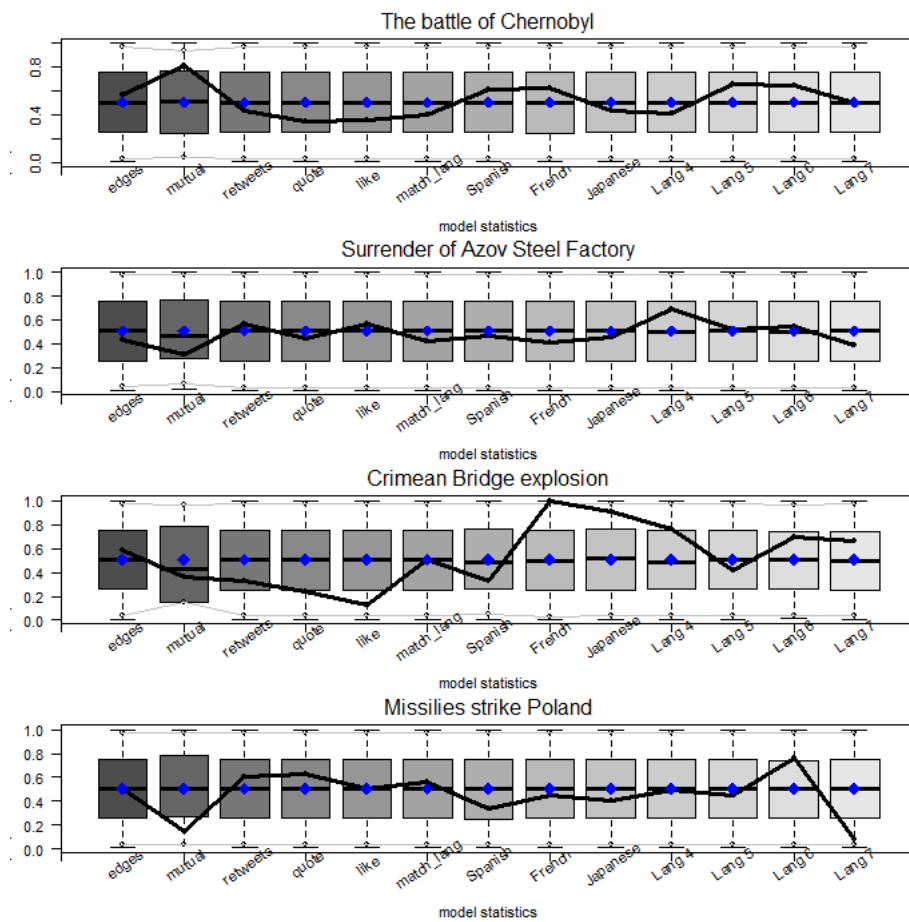 The battle of Chernobyl
0.8
0.4
0.0
edges mutual retweets quote like match_lang Spanish French Japanese Lang 4 Lang 5 Lang 6 Lang 7
model statistics
Surrender of Azov Steel Factory
1.0
0.8
0.6
0.4
0.2
0.0
edges mutual retweets quote like match_lang Spanish French Japanese Lang 4 Lang 5 Lang 6 Lang 7
model statistics
Crimean Bridge explosion
1.0
0.8
0.6
0.4
0.2
0.0
edges mutual retweets quote like match_lang Spanish French Japanese Lang 4 Lang 5 Lang 6 Lang 7
model statistics
Missilies strike Poland
1.0
0.8
0.6
0.4
0.2
0.0
edges mutual retweets quote like match_lang Spanish French Japanese Lang 4 Lang 5 Lang 6 Lang 7
model statistics